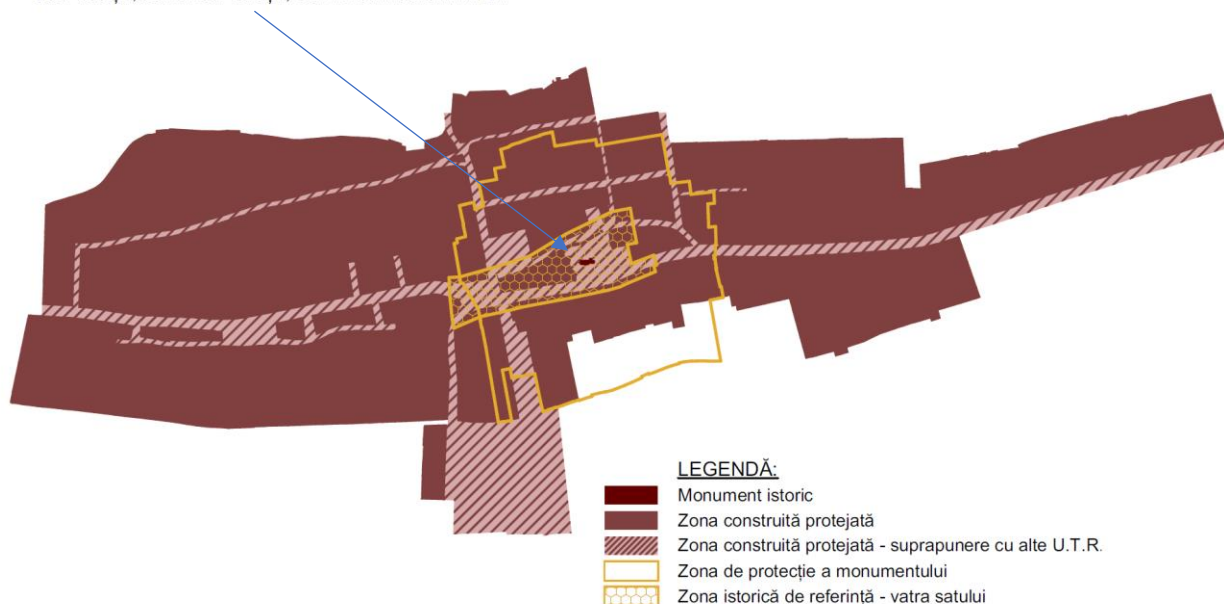 LEGENDĂ:
Monument istoric
Zona construită protejată
Zona construită protejată - suprapunere cu alte U.T.R.
Zona de protecție a monumentului
Zona istorică de referință - vatra satului